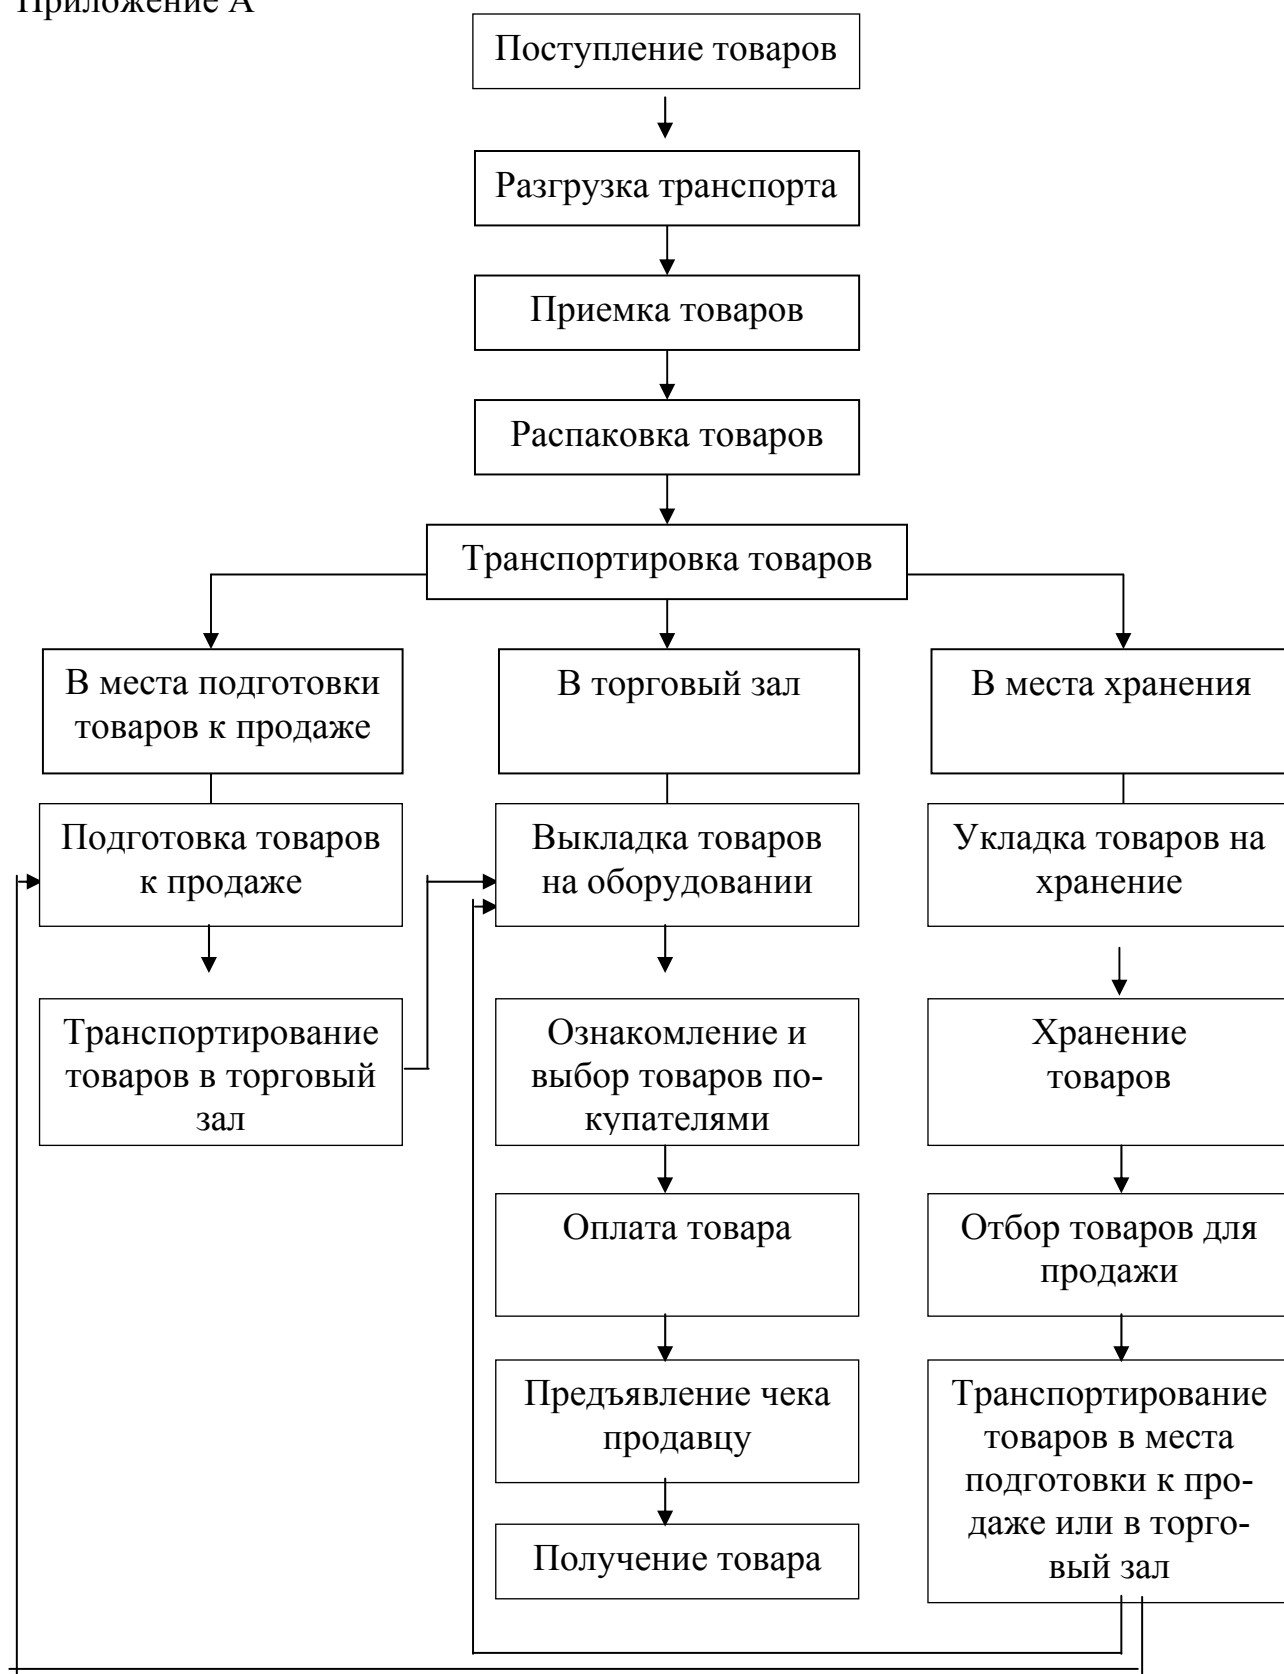 Приложение А
Поступление товаров
Разгрузка транспорта
Приемка товаров
Распаковка товаров
Транспортировка товаров
В места подготовки
товаров к продаже
В торговый зал
В места хранения
Подготовка товаров
к продаже
Выкладка товаров
на оборудовании
Укладка товаров на
хранение
Транспортирование
товаров в торговый
зал
Ознакомление и
выбор товаров по-
купателями
Хранение
товаров
Оплата товара
Отбор товаров для
продажи
Предъявление чека
продавцу
Получение товара
Транспортирование
товаров в места
подготовки к про-
даже или в торго-
вый зал